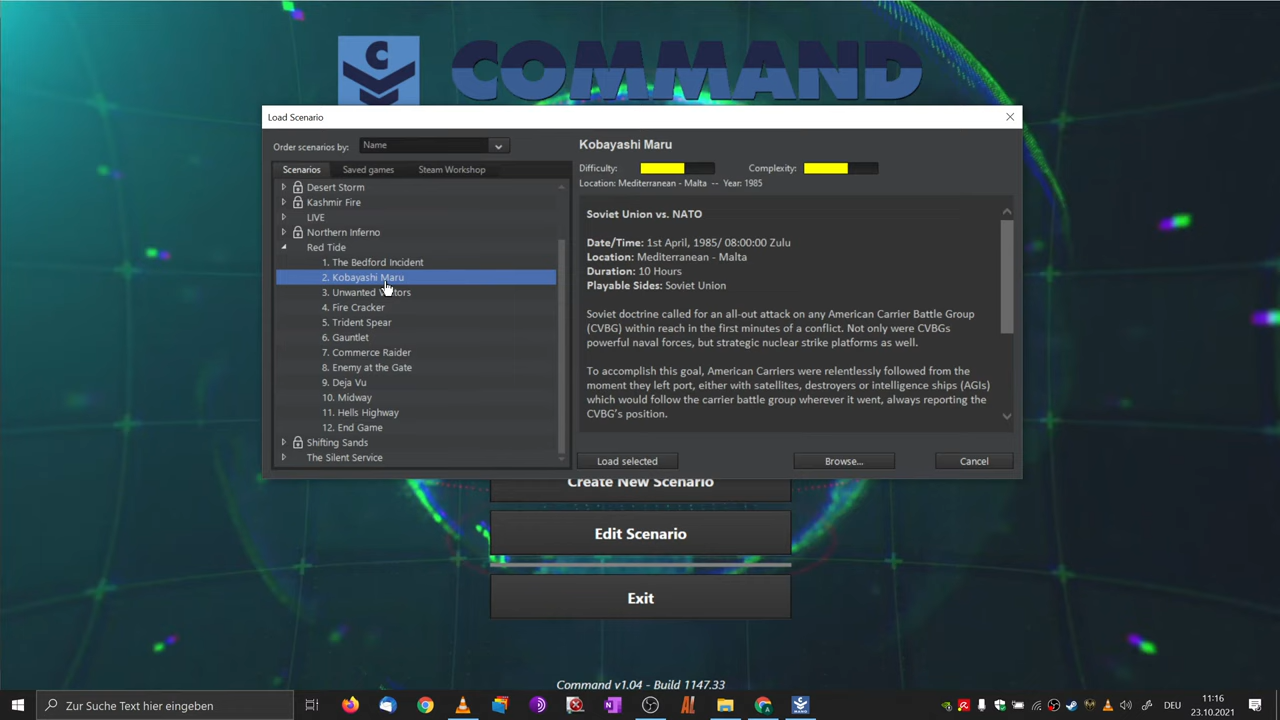 COMMAND
Load Scenario
Order scenarios by:
Name
Scenarios
Saved games
Steam Workshop
Desert Storm
Kashmir Fire
LIVE
Northern Inferno
Red Tide
1. The Bedford Incident
2. Kobayashi Maru
3. Unwanted
4. Fire Cracker
5. Trident Spear
6. Gauntlet
7. Commerce Raider
8. Enemy at the Gate
9. Deja Vu
10. Midway
11. Hells Highway
12. End Game
Shifting Sands
The Silent Service
Kobayashi Maru
Difficulty:
Complexity:
Location: Mediterranean - Malta -- Year: 1985
Soviet Union vs. NATO
Date/Time: 1st April, 1985/ 08:00:00 Zulu
Location: Mediterranean - Malta
Duration: 10 Hours
Playable Sides: Soviet Union
Soviet doctrine called for an all-out attack on any American Carrier Battle Group
(CVBG) within reach in the first minutes of a conflict. Not only were CVBGs
powerful naval forces, but strategic nuclear strike platforms as well.
To accomplish this goal, American Carriers were relentlessly followed from the
moment they left port, either with satellites, destroyers or intelligence ships (AGIs)
which would follow the carrier battle group wherever it went, always reporting the
CVBG's position.
Load selected
Browse...
Cancel
Create New Scenario
Edit Scenario
Exit
Command v1.04 - Build 1147.33
Zur Suche Text hier eingeben
DEU
11:16
23.10.2021